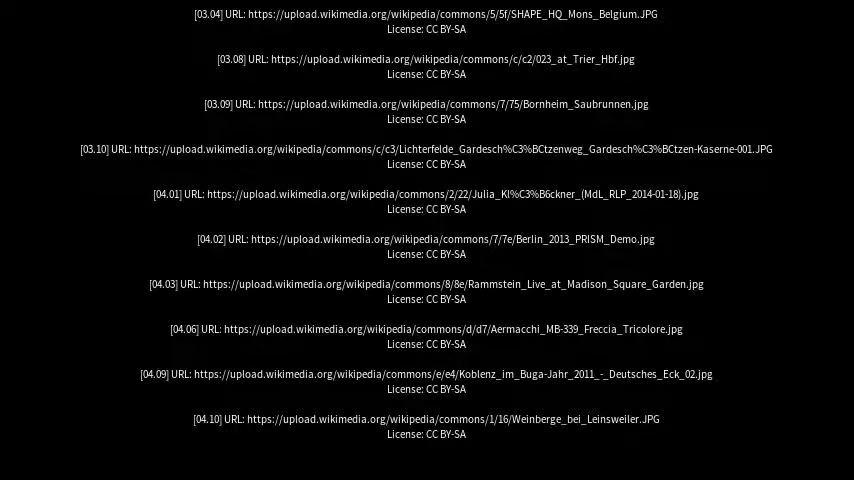 [03.04] URL: https://upload.wikimedia.org/wikipedia/commons/5/5f/SHAPE_HQ_Mons_Belgium.JPG
License: CC BY-SA
[03.08] URL: https://upload.wikimedia.org/wikipedia/commons/c/c2/023_at_Trier_Hbf.jpg
License: CC BY-SA
[03.09] URL: https://upload.wikimedia.org/wikipedia/commons/7/75/Bornheim_Saubrunnen.jpg
License: CC BY-SA
[03.10] URL: https://upload.wikimedia.org/wikipedia/commons/c/c3/Lichterfelde_Gardesch%C3%BCtzenweg_Gardesch%C3%BCtzen-Kaserne-001.JPG
License: CC BY-SA
[04.01] URL: https://upload.wikimedia.org/wikipedia/commons/2/22/Julia_Kl%C3%B6ckner_(MdL_RLP_2014-01-18).jpg
License: CC BY-SA
[04.02] URL: https://upload.wikimedia.org/wikipedia/commons/7/7e/Berlin_2013_PRISM_Demo.jpg
License: CC BY-SA
[04.03] URL: https://upload.wikimedia.org/wikipedia/commons/8/8e/Rammstein_Live_at_Madison_Square_Garden.jpg
License: CC BY-SA
[04.06] URL: https://upload.wikimedia.org/wikipedia/commons/d/d7/Aermacchi_MB-339_Freccia_Tricolore.jpg
License: CC BY-SA
[04.09] URL: https://upload.wikimedia.org/wikipedia/commons/e/e4/Koblenz_im_Buga-Jahr_2011_-_Deutsches_Eck_02.jpg
License: CC BY-SA
[04.10] URL: https://upload.wikimedia.org/wikipedia/commons/1/16/Weinberge_bei_Leinsweiler.JPG
License: CC BY-SA